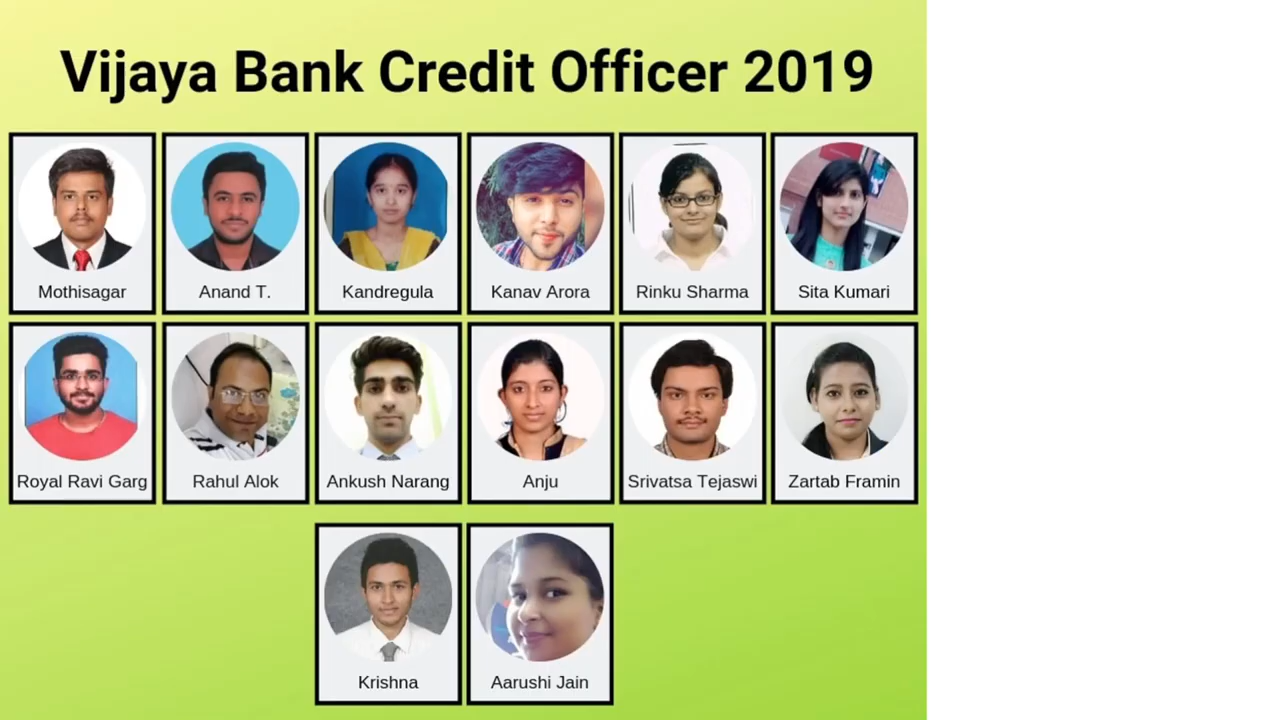 Vijaya Bank Credit Officer 2019
Mothisagar
Anand T.
Kandregula
Kanav Arora
Rinku Sharma
Sita Kumari
Royal Ravi Garg
Rahul Alok
Ankush Narang
Anju
Srivatsa Tejaswi
Zartab Framin
Krishna
Aarushi Jain